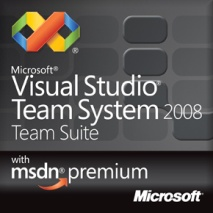 Microsoft®
Visual Studio®
Team System 2008
Team Suite
with
msdn® premium
Microsoft®